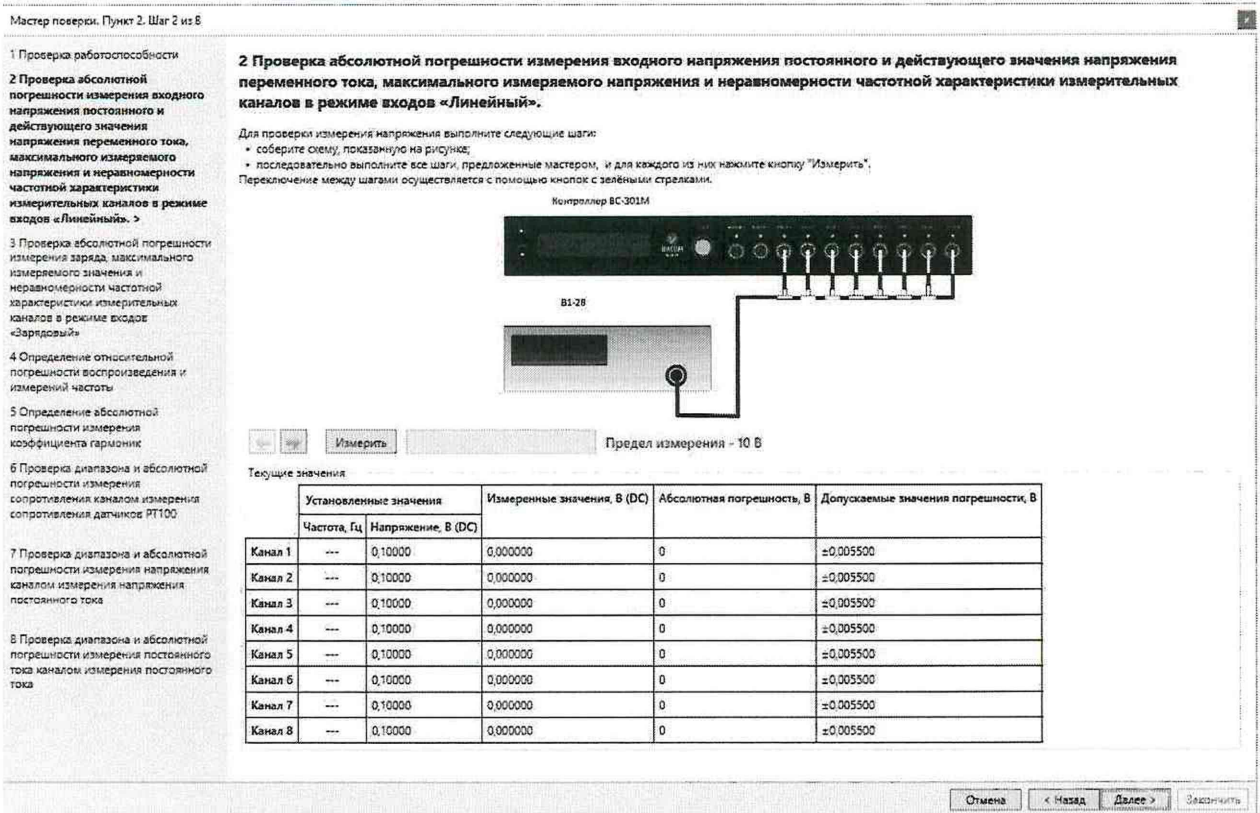 Мастер поверки. Пункт 2. Шаг 2 из 8
1 Проверка работоспособности
2 Проверка абсолютной
погрешности измерения входного
напряжения постоянного и
действующего значения
напряжения переменного тока,
максимального измеряемого
напряжения и неравномерности
частотной характеристики
измерительных каналов в режиме
входов «Линейный». >
3 Проверка абсолютной погрешности
измерения заряда, максимального
измеряемого значения и
неравномерности частотной
характеристики измерительных
каналов в режиме входов
«Зарядовый»
4 Определение относительной
погрешности воспроизведения и
измерений частоты
5 Определение абсолютной
погрешности измерения
коэффициента гармоник
6 Проверка диапазона и абсолютной
погрешности измерения
сопротивления каналом измерения
сопротивления датчиков РТ100
7 Проверка диапазона и абсолютной
погрешности измерения напряжения
каналом измерения напряжения
постоянного тока
8 Проверка диапазона и абсолютной
погрешности измерения постоянного
тока каналом измерения постоянного
тока
2 Проверка абсолютной погрешности измерения входного напряжения постоянного и действующего значения напряжения
переменного тока, максимального измеряемого напряжения и неравномерности частотной характеристики измерительных
каналов в режиме входов «Линейный».
Для проверки измерения напряжения выполните следующие шаги:
• соберите схему, показанную на рисунке;
• последовательно выполните все шаги, предложенные мастером, и для каждого из них нажмите кнопку "Измерить".
Переключение между шагами осуществляется с помощью кнопок с зелёными стрелками.
Контроллер ВС-301М
В1-28
Измерить Предел измерения - 10 В
Текущие значения
Установленные значения Измеренные значения, В (DC) Абсолютная погрешность, В Допускаемые значения погрешности, В
Частота, Гц Напряжение, В (DC)
Канал 1 --- 0,10000 0,000000 0 ±0,005500
Канал 2 --- 0,10000 0,000000 0 ±0,005500
Канал 3 --- 0,10000 0,000000 0 ±0,005500
Канал 4 --- 0,10000 0,000000 0 ±0,005500
Канал 5 --- 0,10000 0,000000 0 ±0,005500
Канал 6 --- 0,10000 0,000000 0 ±0,005500
Канал 7 --- 0,10000 0,000000 0 ±0,005500
Канал 8 --- 0,10000 0,000000 0 ±0,005500
Отмена < Назад Далее > Закончить